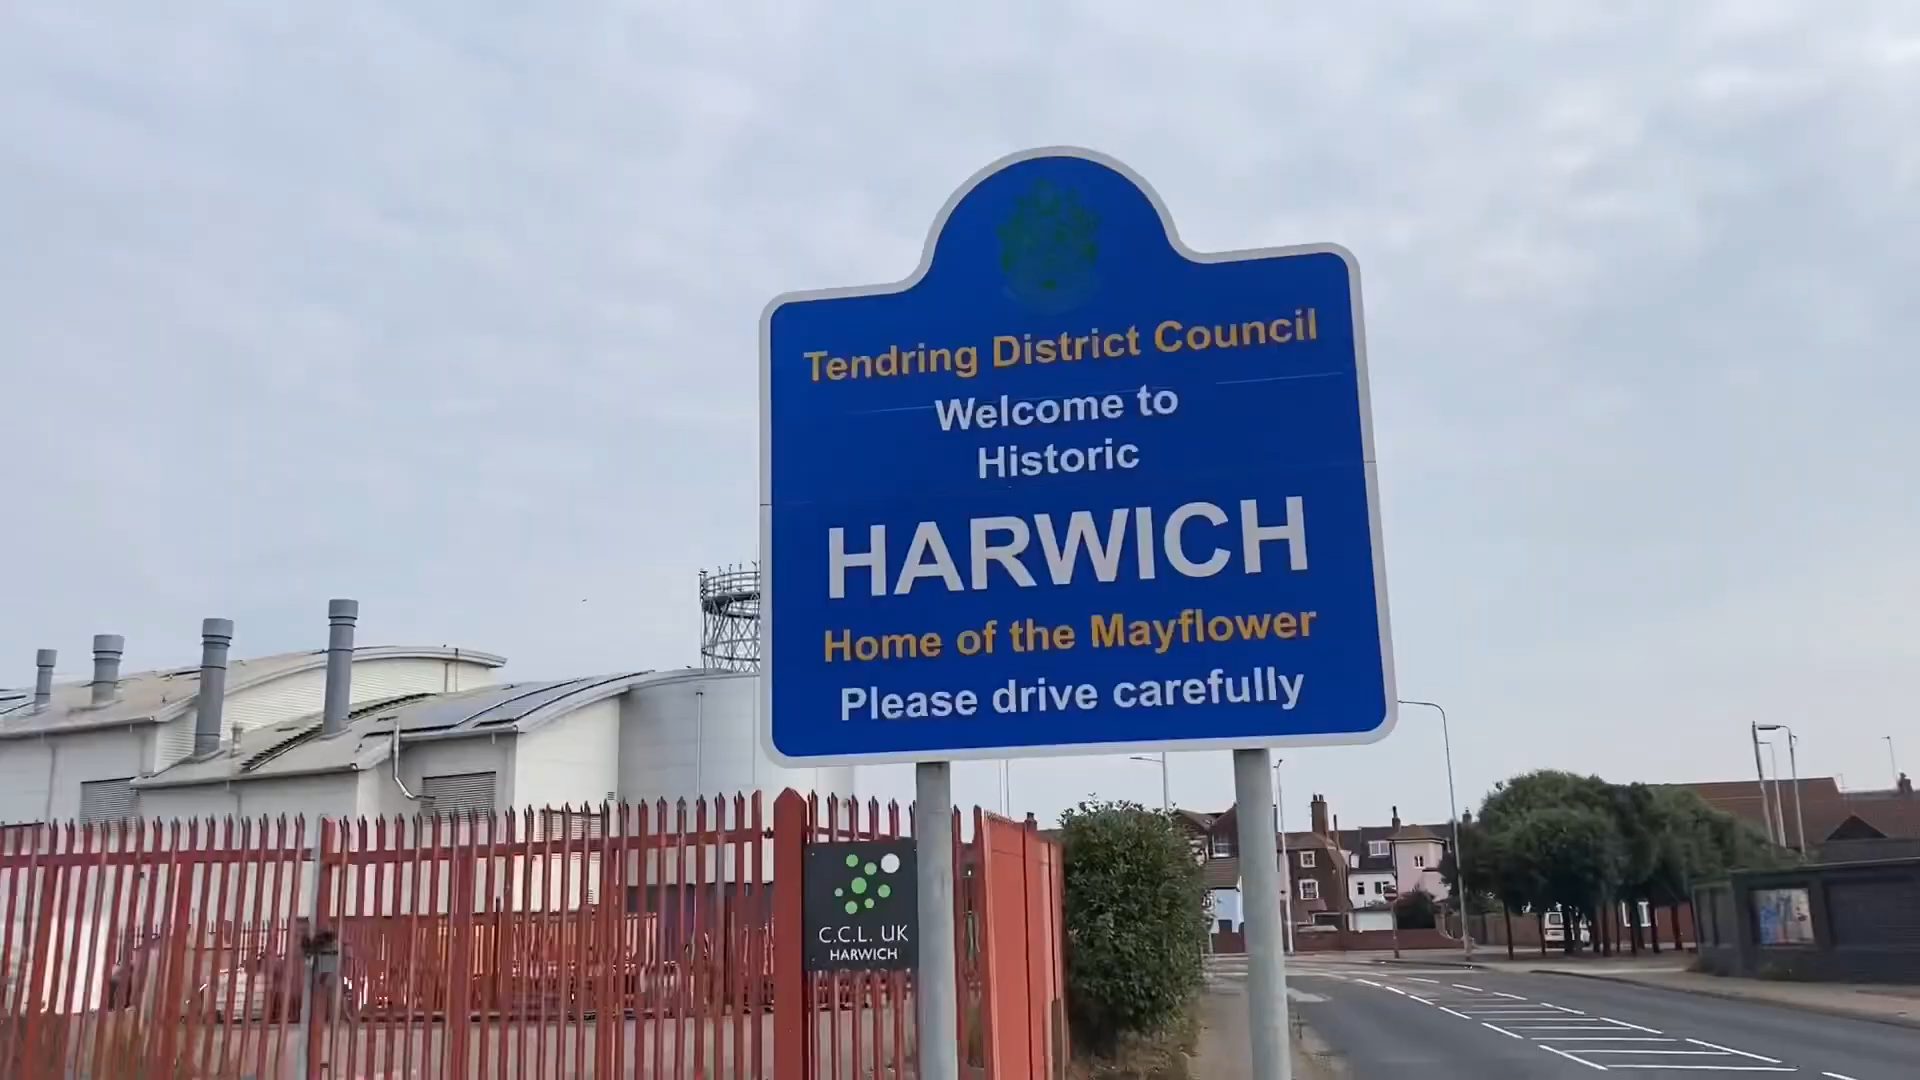 Tendring District Council
Welcome to
Historic
HARWICH
Home of the Mayflower
Please drive carefully
C.C.L. UK
HARWICH